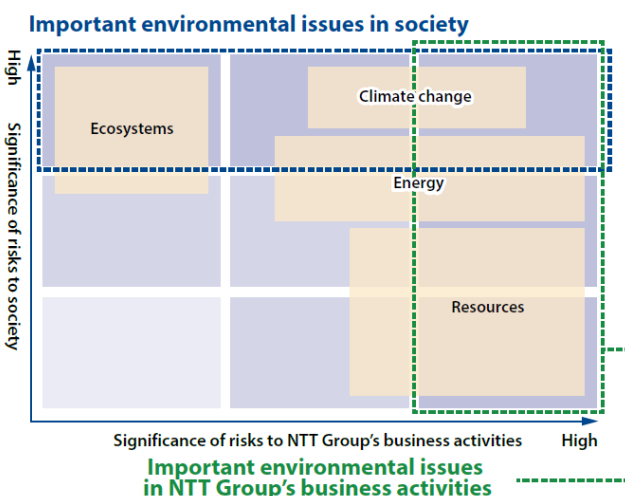 Important environmental issues in society
High
Significance of risks to society
Climate change
Ecosystems
Energy
Resources
Significance of risks to NTT Group's business activities
High
Important environmental issues
in NTT Group's business activities